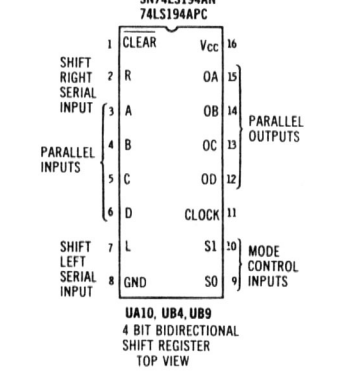 SN74LS194AN
74LS194APC
1 CLEAR Vcc 16
SHIFT RIGHT SERIAL INPUT 2 R OA 15
3 A OB 14
PARALLEL INPUTS 4 B OC 13
PARALLEL OUTPUTS
5 C OD 12
6 D CLOCK 11
SHIFT LEFT SERIAL INPUT 7 L S1 10
MODE CONTROL INPUTS
8 GND S0 9
UA10, UB4, UB9
4 BIT BIDIRECTIONAL
SHIFT REGISTER
TOP VIEW